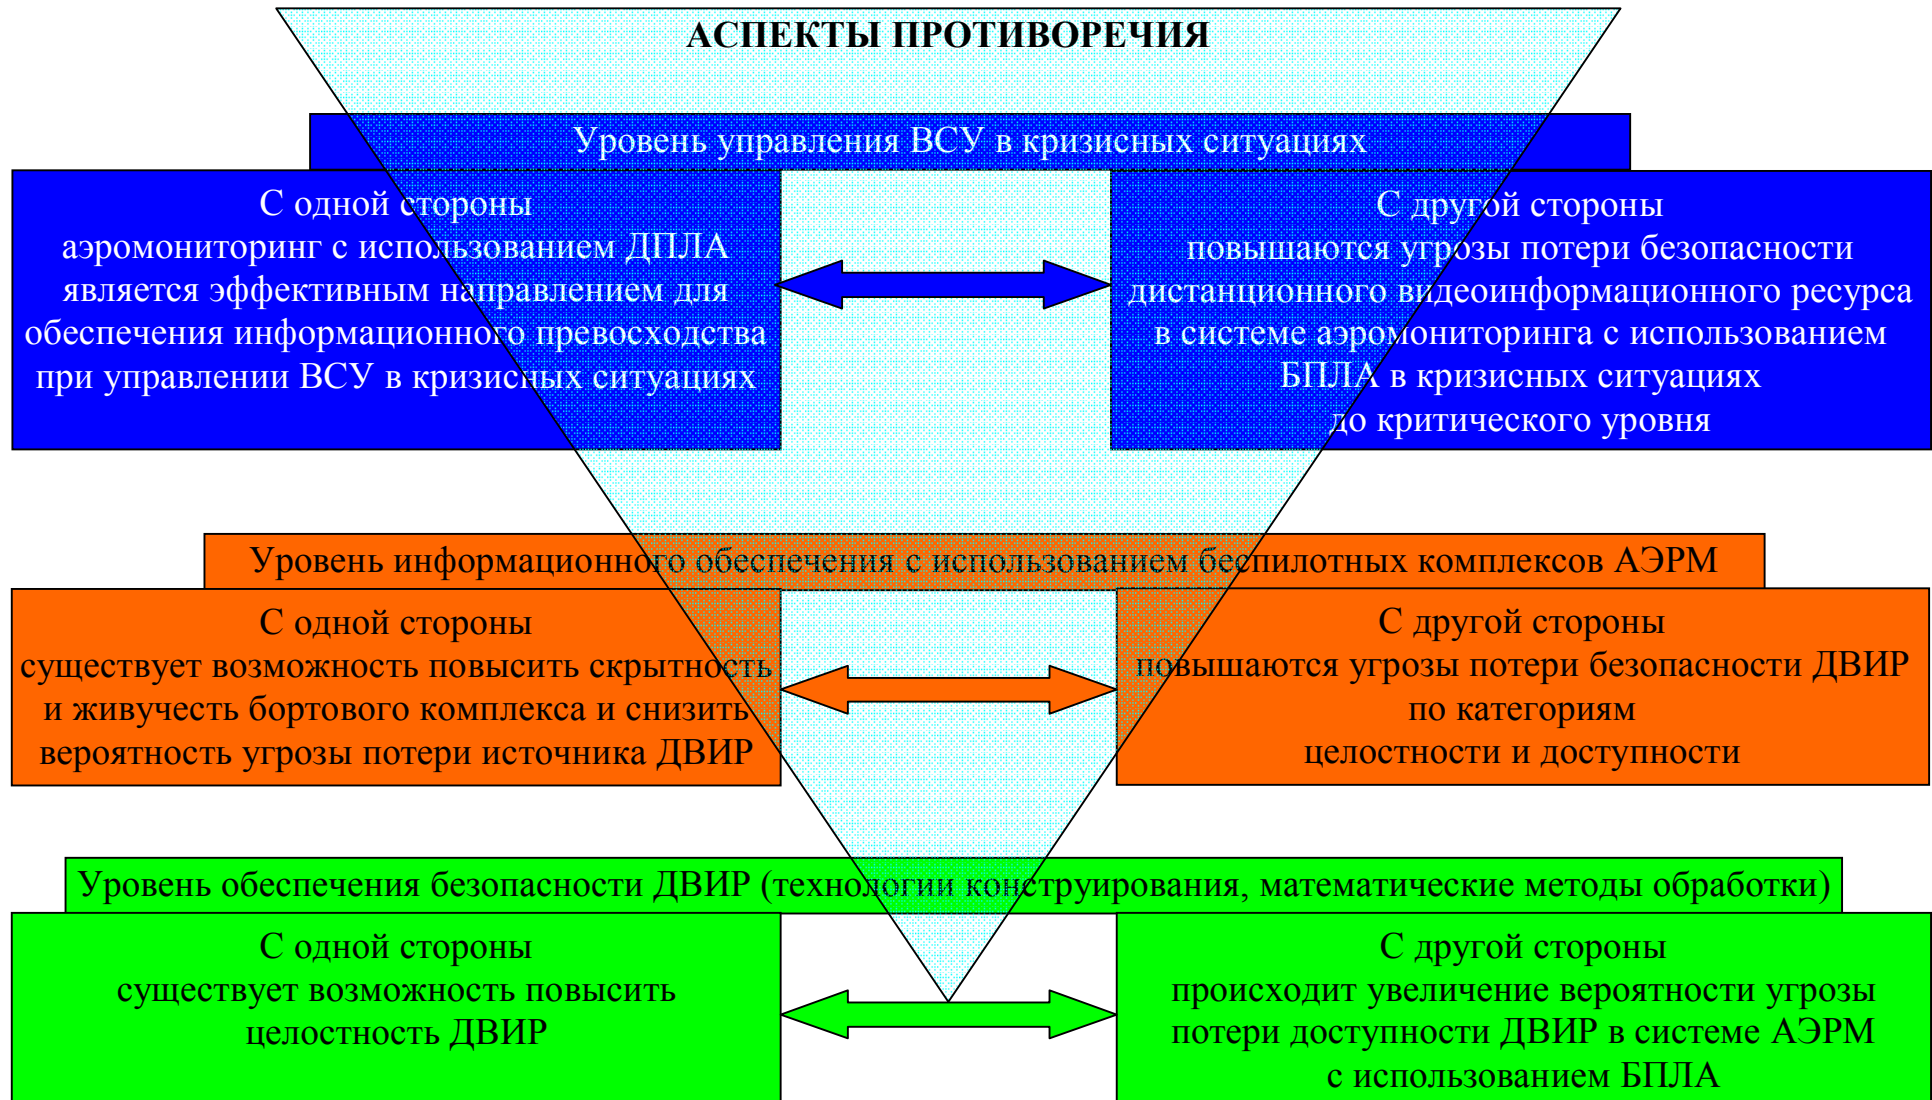 АСПЕКТЫ ПРОТИВОРЕЧИЯ
Уровень управления ВСУ в кризисных ситуациях
С одной стороны
аэромониторинг с использованием ДПЛА
является эффективным направлением для
обеспечения информационного превосходства
при управлении ВСУ в кризисных ситуациях
С другой стороны
повышаются угрозы потери безопасности
дистанционного видеоинформационного ресурса
в системе аэромониторинга с использованием
БПЛА в кризисных ситуациях
до критического уровня
Уровень информационного обеспечения с использованием беспилотных комплексов АЭРМ
С одной стороны
существует возможность повысить скрытность
и живучесть бортового комплекса и снизить
вероятность угрозы потери источника ДВИР
С другой стороны
повышаются угрозы потери безопасности ДВИР
по категориям
целостности и доступности
Уровень обеспечения безопасности ДВИР (технологии конструирования, математические методы обработки)
С одной стороны
существует возможность повысить
целостность ДВИР
С другой стороны
происходит увеличение вероятности угрозы
потери доступности ДВИР в системе АЭРМ
с использованием БПЛА